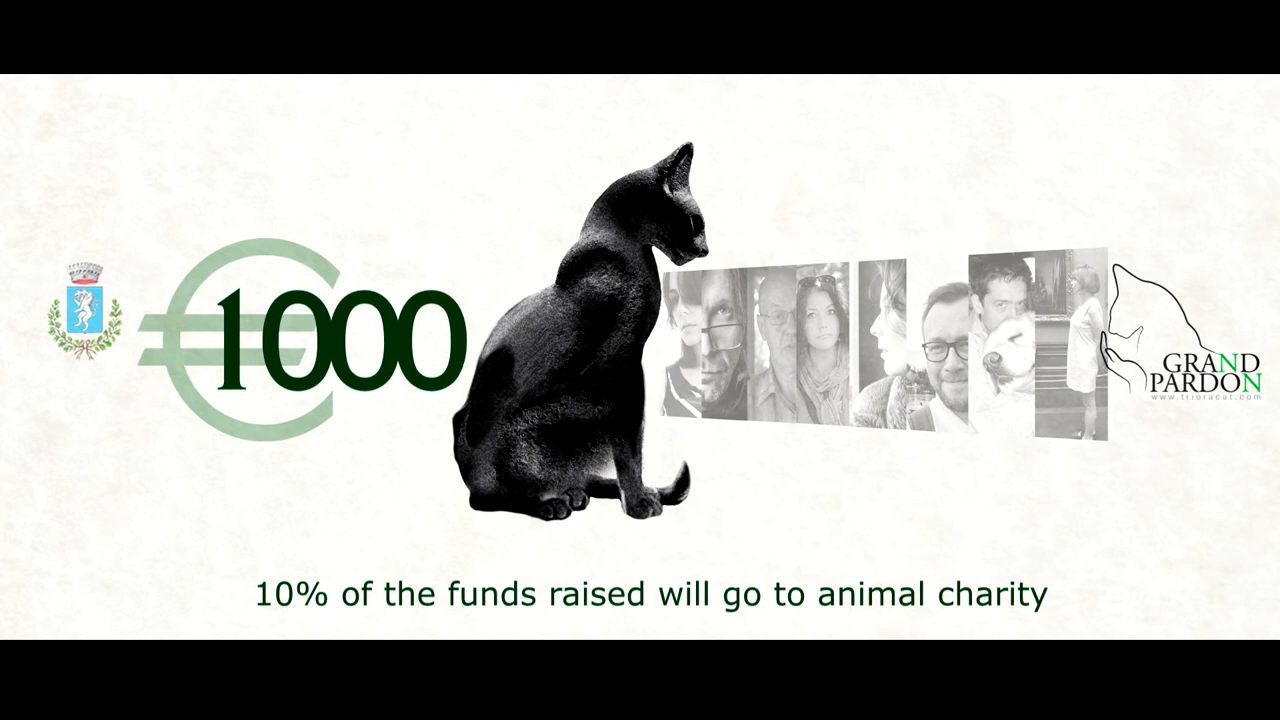 €1000
GRAND
PARDON
www.trioracat.com
10% of the funds raised will go to animal charity